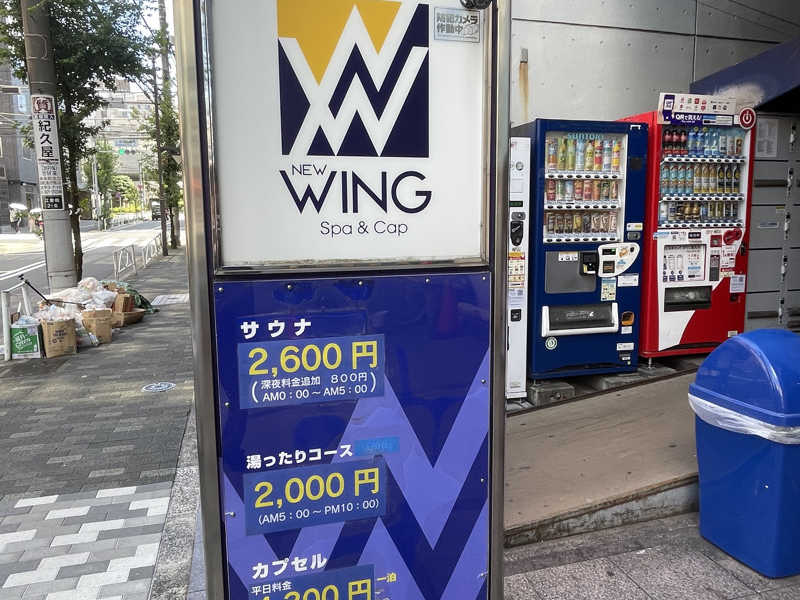 防犯カメラ
作動中
NEW
WING
Spa & Cap
サウナ
2,600円
(深夜料金追加 800円)
AM0:00~AM5:00
湯ったりコース
2,000円
(AM5:00~PM10:00)
カプセル
平日料金
一泊
質
紀久屋
SUNTORY